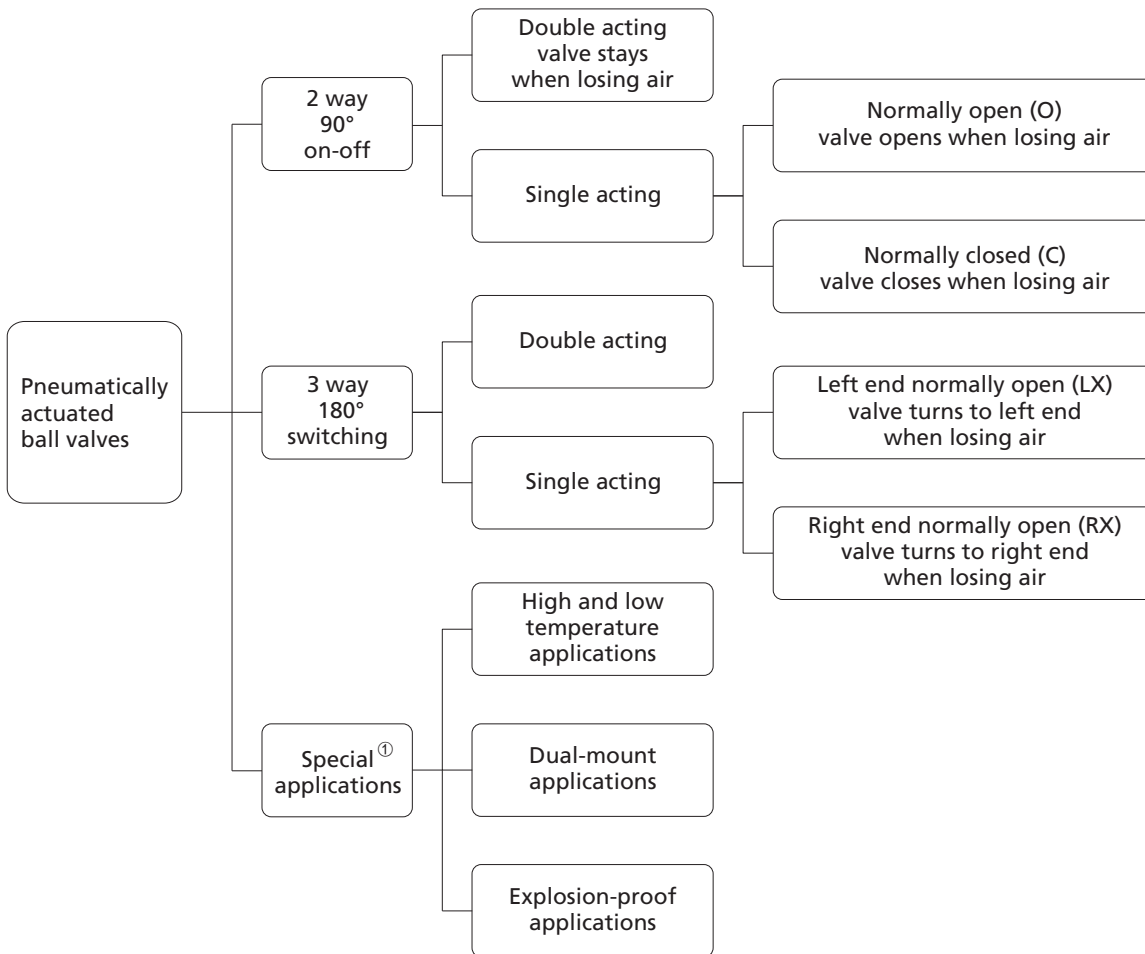 Pneumatically
actuated
ball valves
2 way
90°
on-off
Double acting
valve stays
when losing air
Single acting
Normally open (O)
valve opens when losing air
Normally closed (C)
valve closes when losing air
3 way
180°
switching
Double acting
Single acting
Left end normally open (LX)
valve turns to left end
when losing air
Right end normally open (RX)
valve turns to right end
when losing air
Special ①
applications
High and low
temperature
applications
Dual-mount
applications
Explosion-proof
applications